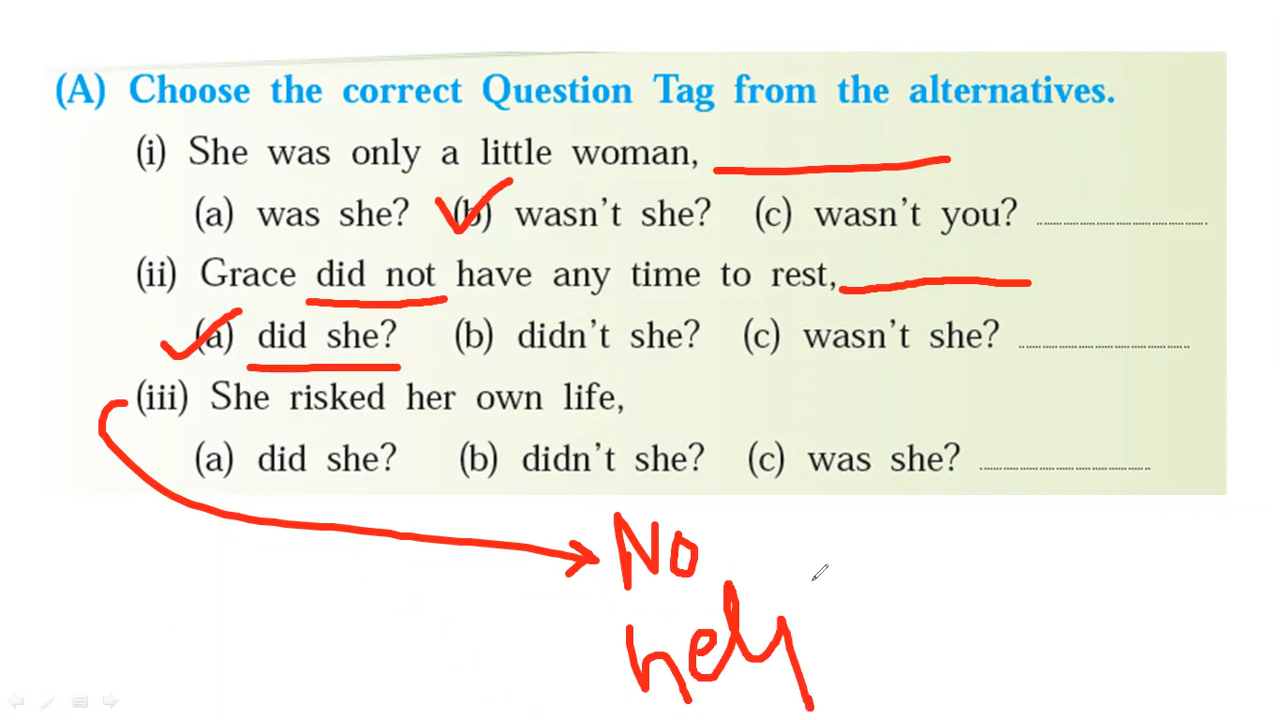 (A) Choose the correct Question Tag from the alternatives.
(i) She was only a little woman,
(a) was she? (b) wasn't she? (c) wasn't you? ................................
(ii) Grace did not have any time to rest,
(a) did she? (b) didn't she? (c) wasn't she? ................................
(iii) She risked her own life,
(a) did she? (b) didn't she? (c) was she? ................................
No